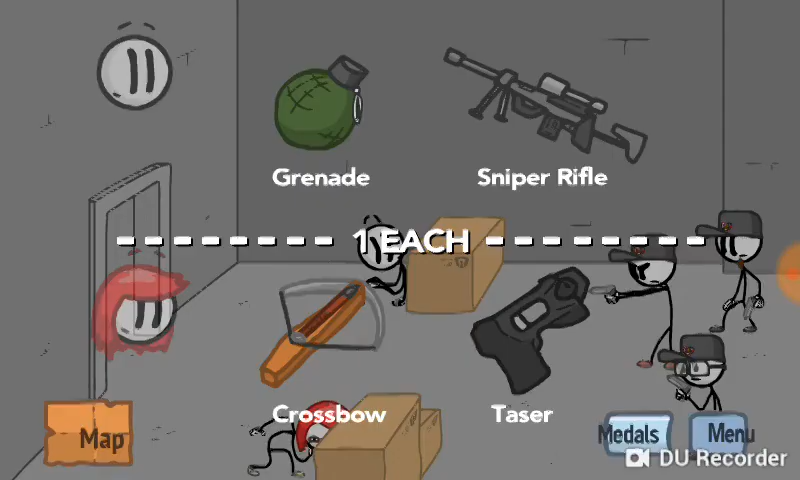 Grenade
Sniper Rifle
1 EACH
Crossbow
Taser
Map
Medals
Menu
DU Recorder